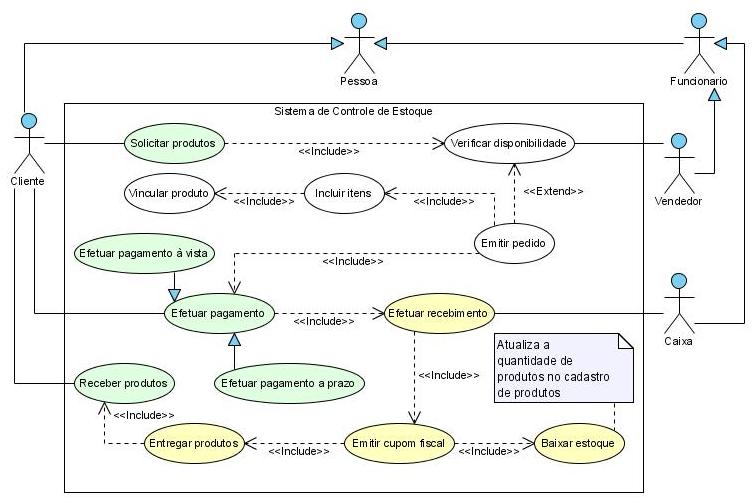 Pessoa
Funcionario
Sistema de Controle de Estoque
Solicitar produtos
<<Include>>
Verificar disponibilidade
Cliente
Vincular produto
<<Include>>
Incluir itens
<<Include>>
<<Extend>>
Vendedor
Emitir pedido
Efetuar pagamento à vista
<<Include>>
Efetuar pagamento
<<Include>>
Efetuar recebimento
Caixa
Atualiza a
quantidade de
produtos no cadastro
de produtos
Receber produtos
Efetuar pagamento a prazo
<<Include>>
<<Include>>
Entregar produtos
<<Include>>
Emitir cupom fiscal
<<Include>>
Baixar estoque